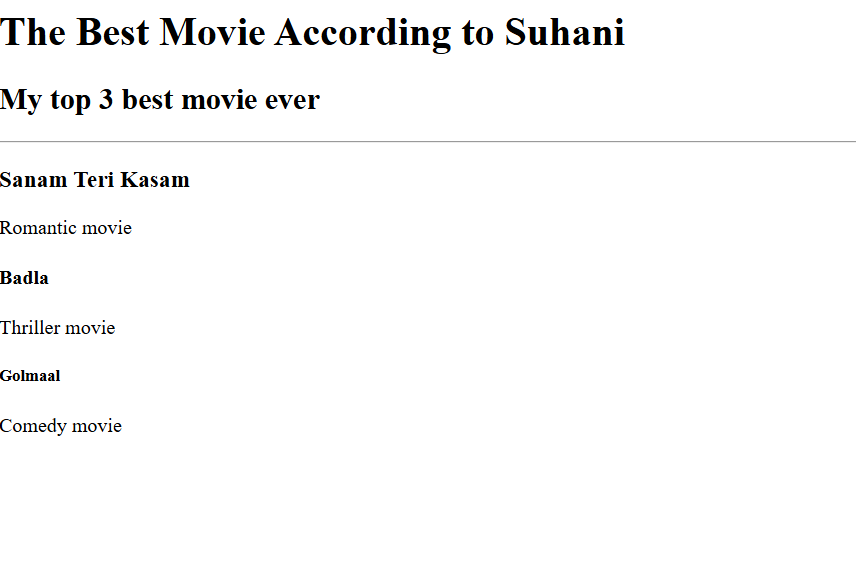 The Best Movie According to Suhani
My top 3 best movie ever
Sanam Teri Kasam
Romantic movie
Badla
Thriller movie
Golmaal
Comedy movie